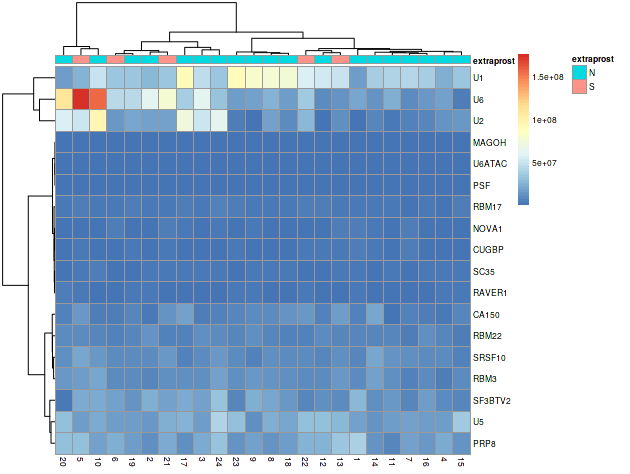 extraprost
U1
U6
U2
MAGOH
U6ATAC
PSF
RBM17
NOVA1
CUGBP
SC35
RAVER1
CA150
RBM22
SRSF10
RBM3
SF3BTV2
U5
PRP8
20 5 10 6 19 2 21 17 3 24 23 9 8 18 22 12 13 1 14 11 7 16 4 15
1.5e+08
1e+08
5e+07
extraprost
N
S